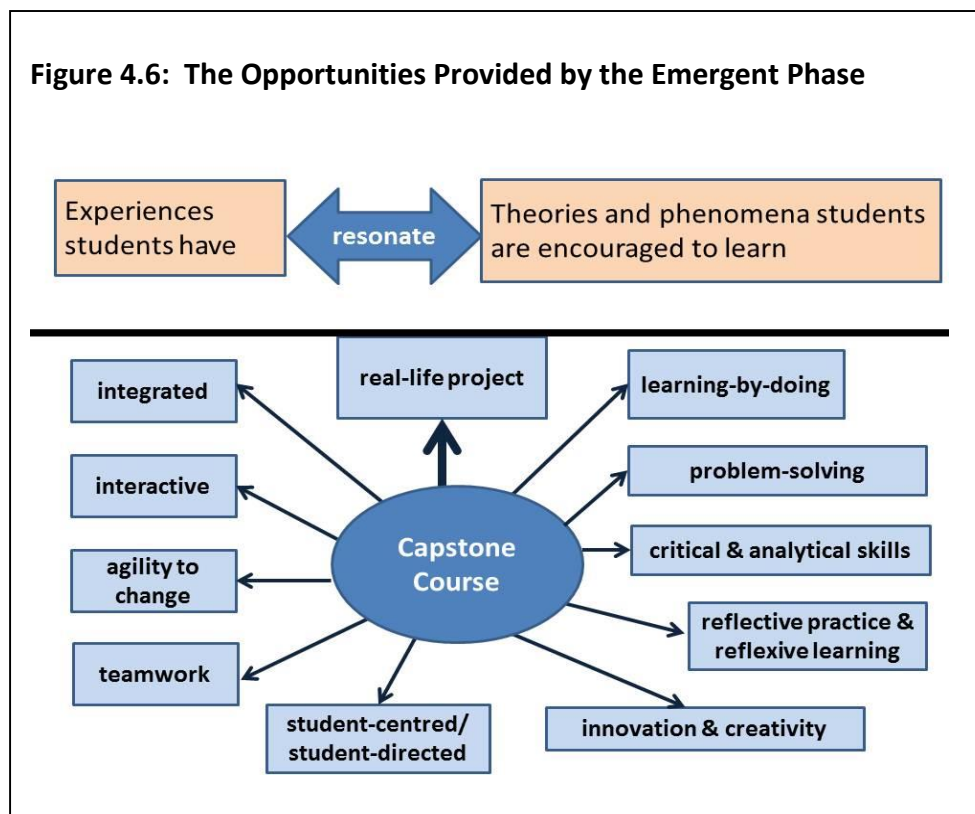 Figure 4.6: The Opportunities Provided by the Emergent Phase
Experiences
students have
resonate
Theories and phenomena students
are encouraged to learn
real-life project
integrated
learning-by-doing
interactive
problem-solving
Capstone
Course
critical & analytical skills
agility to
change
reflective practice &
reflexive learning
teamwork
student-centred/
student-directed
innovation & creativity